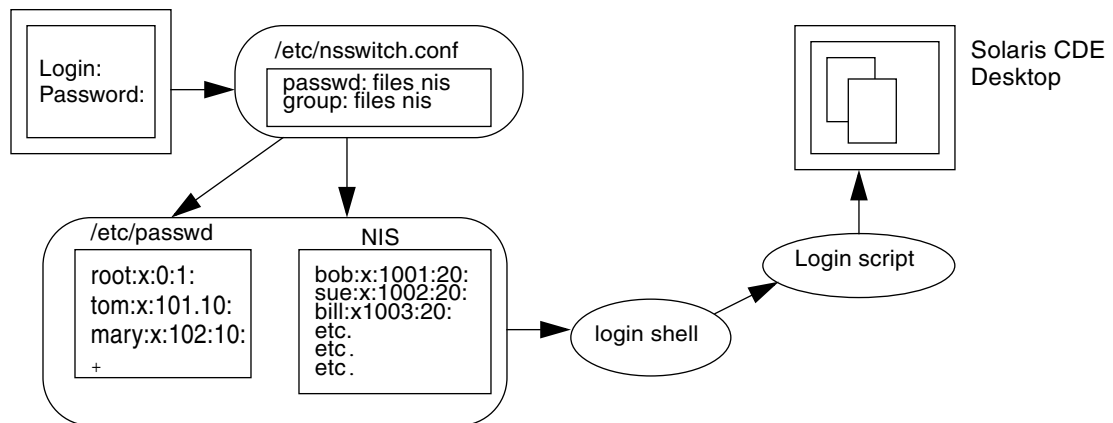 Login:
Password:
/etc/nsswitch.conf
passwd: files nis
group: files nis
Solaris CDE
Desktop
/etc/passwd
root:x:0:1:
tom:x:101.10:
mary:x:102:10:
+
NIS
bob:x:1001:20:
sue:x:1002:20:
bill:x1003:20:
etc.
etc.
etc.
login shell
Login script